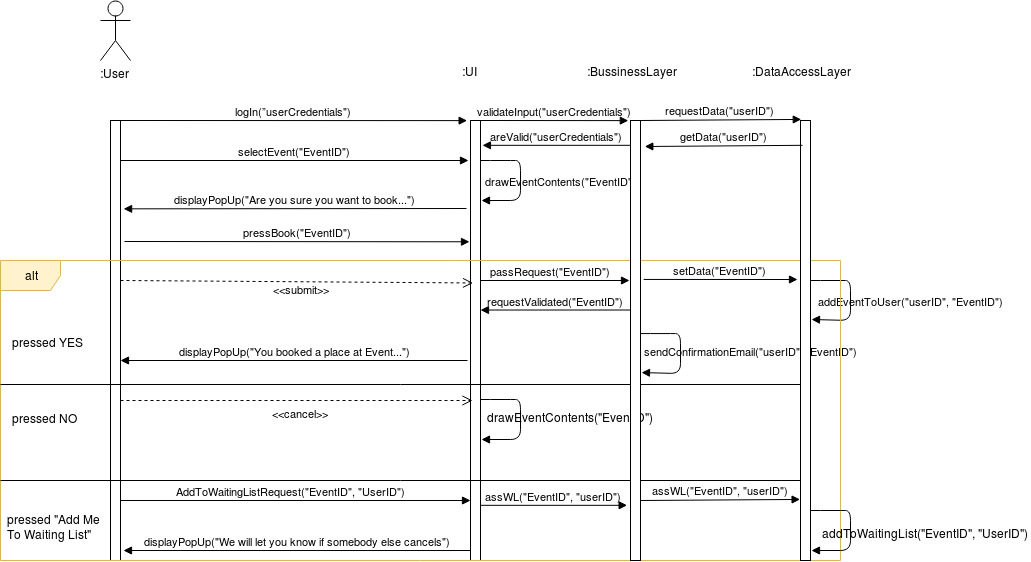 :User
:UI
:BussinessLayer
:DataAccessLayer
logIn("userCredentials")
validateInput("userCredentials")
requestData("userID")
areValid("userCredentials")
getData("userID")
selectEvent("EventID")
drawEventContents("EventID"
displayPopUp("Are you sure you want to book...")
pressBook("EventID")
alt
passRequest("EventID")
setData("EventID")
<<submit>>
requestValidated("EventID")
addEventToUser("userID", "EventID")
pressed YES
displayPopUp("You booked a place at Event...")
sendConfirmationEmail("userID" "EventID")
pressed NO
<<cancel>>
drawEventContents("EventID")
AddToWaitingListRequest("EventID", "UserID")
assWL("EventID", "userID")
assWL("EventID", "userID")
pressed "Add Me
To Waiting List"
addToWaitingList("EventID", "UserID")
displayPopUp("We will let you know if somebody else cancels")